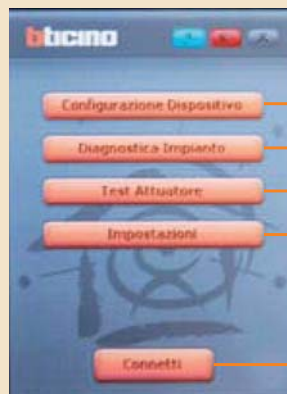 bticino
Configurazione Dispositivo
Diagnostica Impianto
Test Attuatore
Impostazioni
Connetti